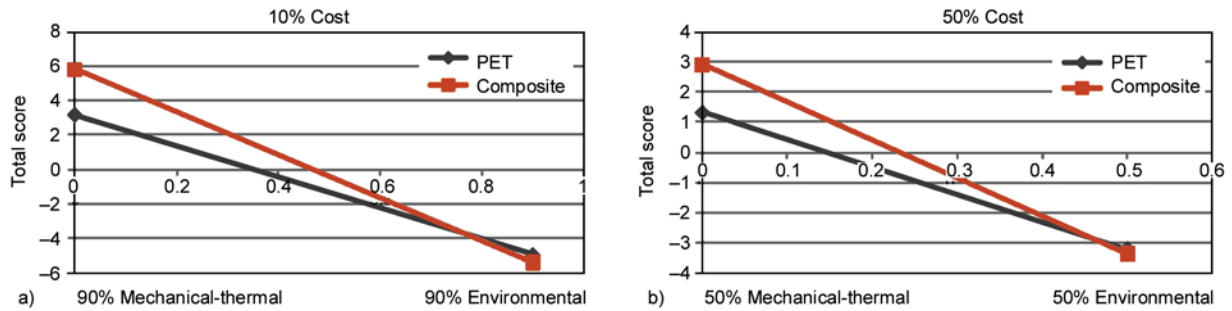 10% Cost
8
6
4
2
0
–2
–4
–6
Total score
0 0.2 0.4 0.6 0.8 1
PET
Composite
a) 90% Mechanical-thermal 90% Environmental
50% Cost
4
3
2
1
0
–1
–2
–3
–4
Total score
0 0.1 0.2 0.3 0.4 0.5 0.6
PET
Composite
b) 50% Mechanical-thermal 50% Environmental